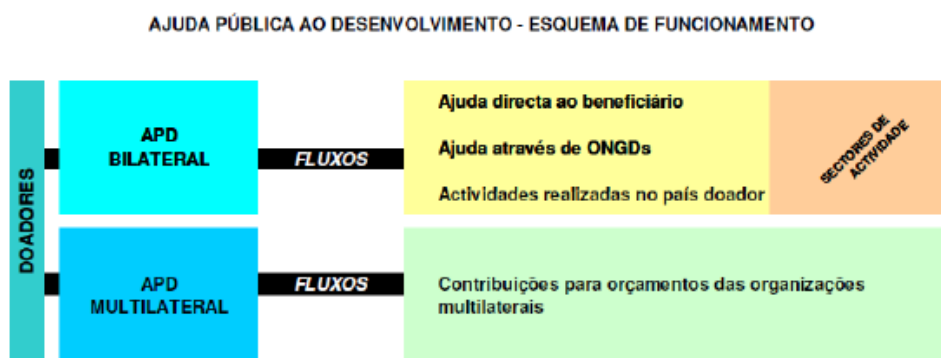 AJUDA PÚBLICA AO DESENVOLVIMENTO - ESQUEMA DE FUNCIONAMENTO
DOADORES
APD
BILATERAL
FLUXOS
Ajuda directa ao beneficiário
Ajuda através de ONGDs
Actividades realizadas no país doador
SECTORES DE
ACTIVIDADE
APD
MULTILATERAL
FLUXOS
Contribuições para orçamentos das organizações
multilaterais